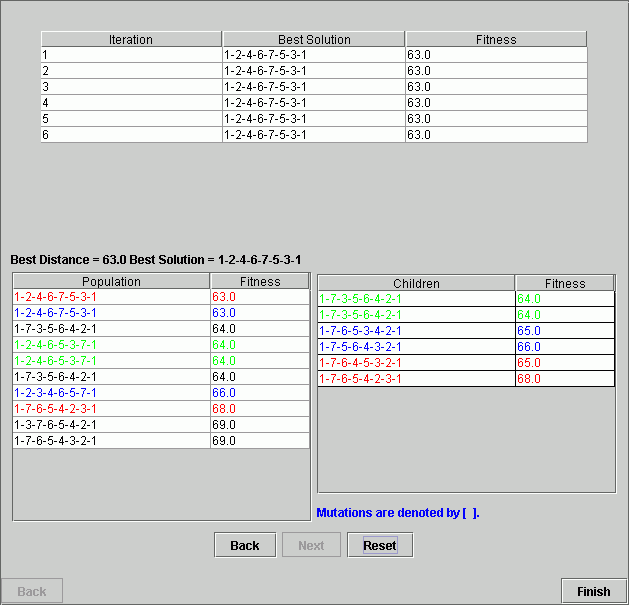 Iteration Best Solution Fitness
1 1-2-4-6-7-5-3-1 63.0
2 1-2-4-6-7-5-3-1 63.0
3 1-2-4-6-7-5-3-1 63.0
4 1-2-4-6-7-5-3-1 63.0
5 1-2-4-6-7-5-3-1 63.0
6 1-2-4-6-7-5-3-1 63.0
Best Distance = 63.0 Best Solution = 1-2-4-6-7-5-3-1
Population Fitness
1-2-4-6-7-5-3-1 63.0
1-2-4-6-7-5-3-1 63.0
1-7-3-5-6-4-2-1 64.0
1-2-4-6-5-3-7-1 64.0
1-2-4-6-5-3-7-1 64.0
1-7-3-5-6-4-2-1 64.0
1-2-3-4-6-5-7-1 66.0
1-7-6-5-4-2-3-1 68.0
1-3-7-6-5-4-2-1 69.0
1-7-6-5-4-3-2-1 69.0
Children Fitness
1-7-3-5-6-4-2-1 64.0
1-7-3-5-6-4-2-1 64.0
1-7-6-5-3-4-2-1 65.0
1-7-5-6-4-3-2-1 66.0
1-7-6-4-5-3-2-1 65.0
1-7-6-5-4-2-3-1 68.0
Mutations are denoted by [ ].
Back Next Reset
Back Finish